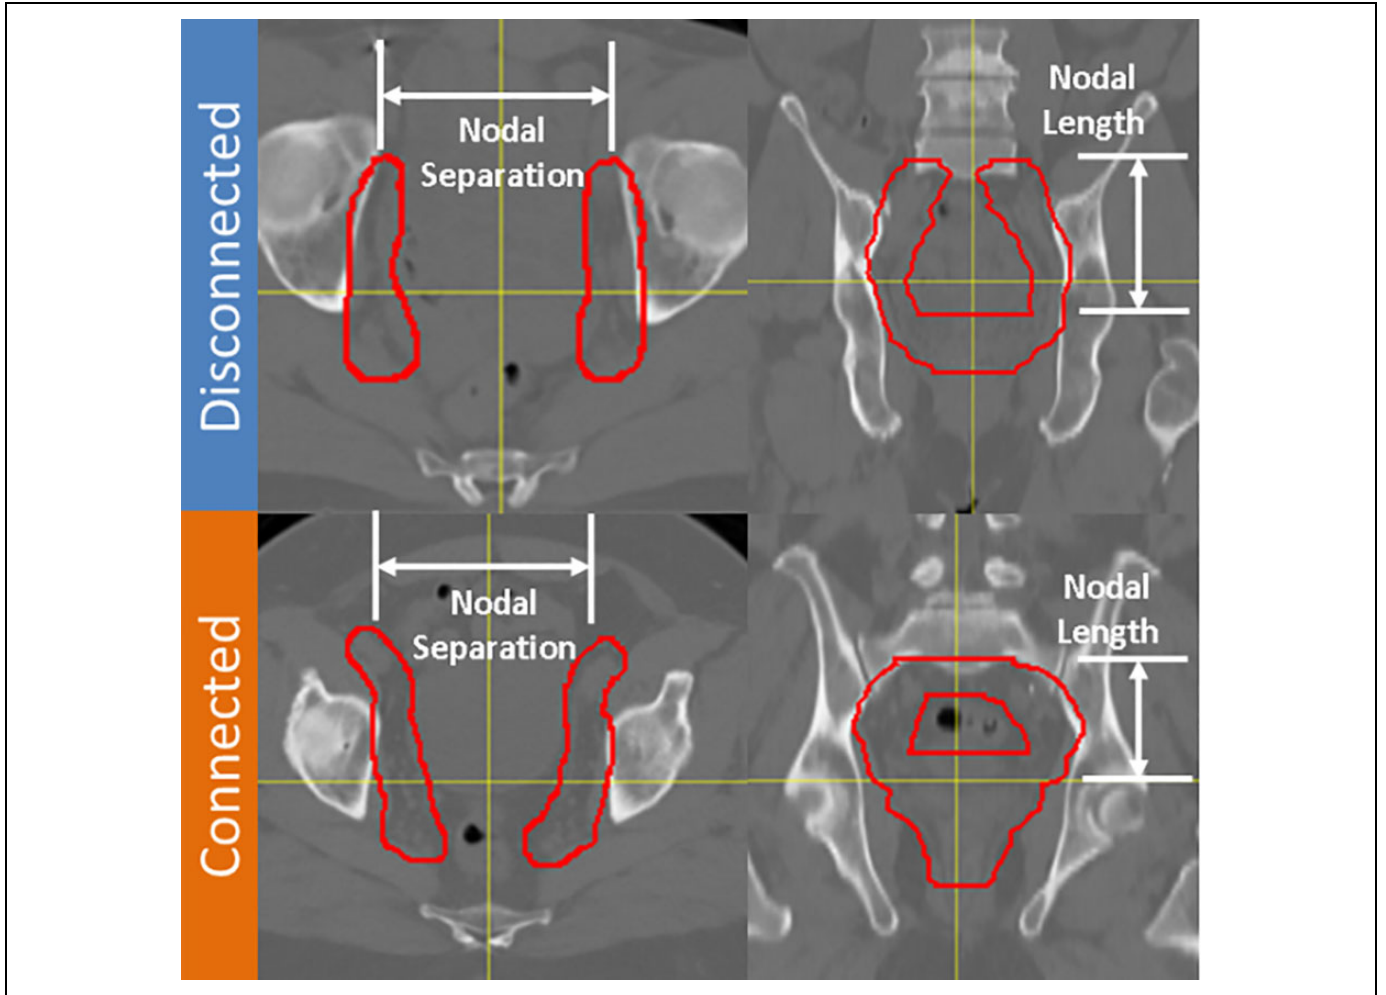 Disconnected
Nodal
Separation
Nodal
Length
Connected
Nodal
Separation
Nodal
Length